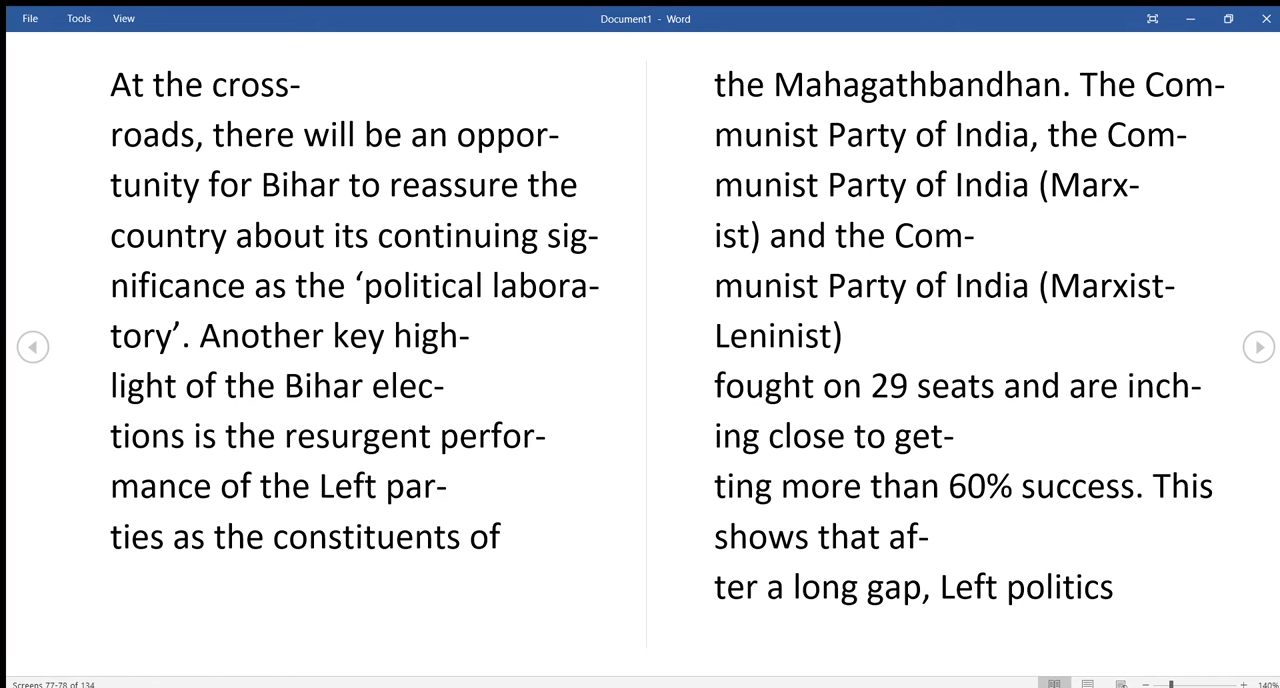 File Tools View Document1 - Word
At the cross-
roads, there will be an oppor-
tunity for Bihar to reassure the
country about its continuing sig-
nificance as the ‘political labora-
tory’. Another key high-
light of the Bihar elec-
tions is the resurgent perfor-
mance of the Left par-
ties as the constituents of
the Mahagathbandhan. The Com-
munist Party of India, the Com-
munist Party of India (Marx-
ist) and the Com-
munist Party of India (Marxist-
Leninist)
fought on 29 seats and are inch-
ing close to get-
ting more than 60% success. This
shows that af-
ter a long gap, Left politics
Screens 77-78 of 134 140%